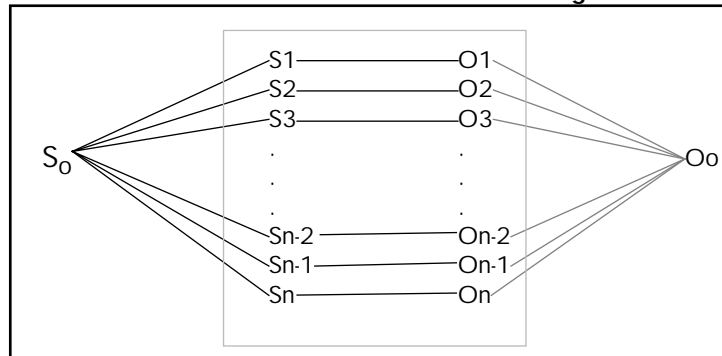 S1 O1
S2 O2
S3 O3
So Oo
. .
. .
. .
Sn-2 On-2
Sn-1 On-1
Sn On